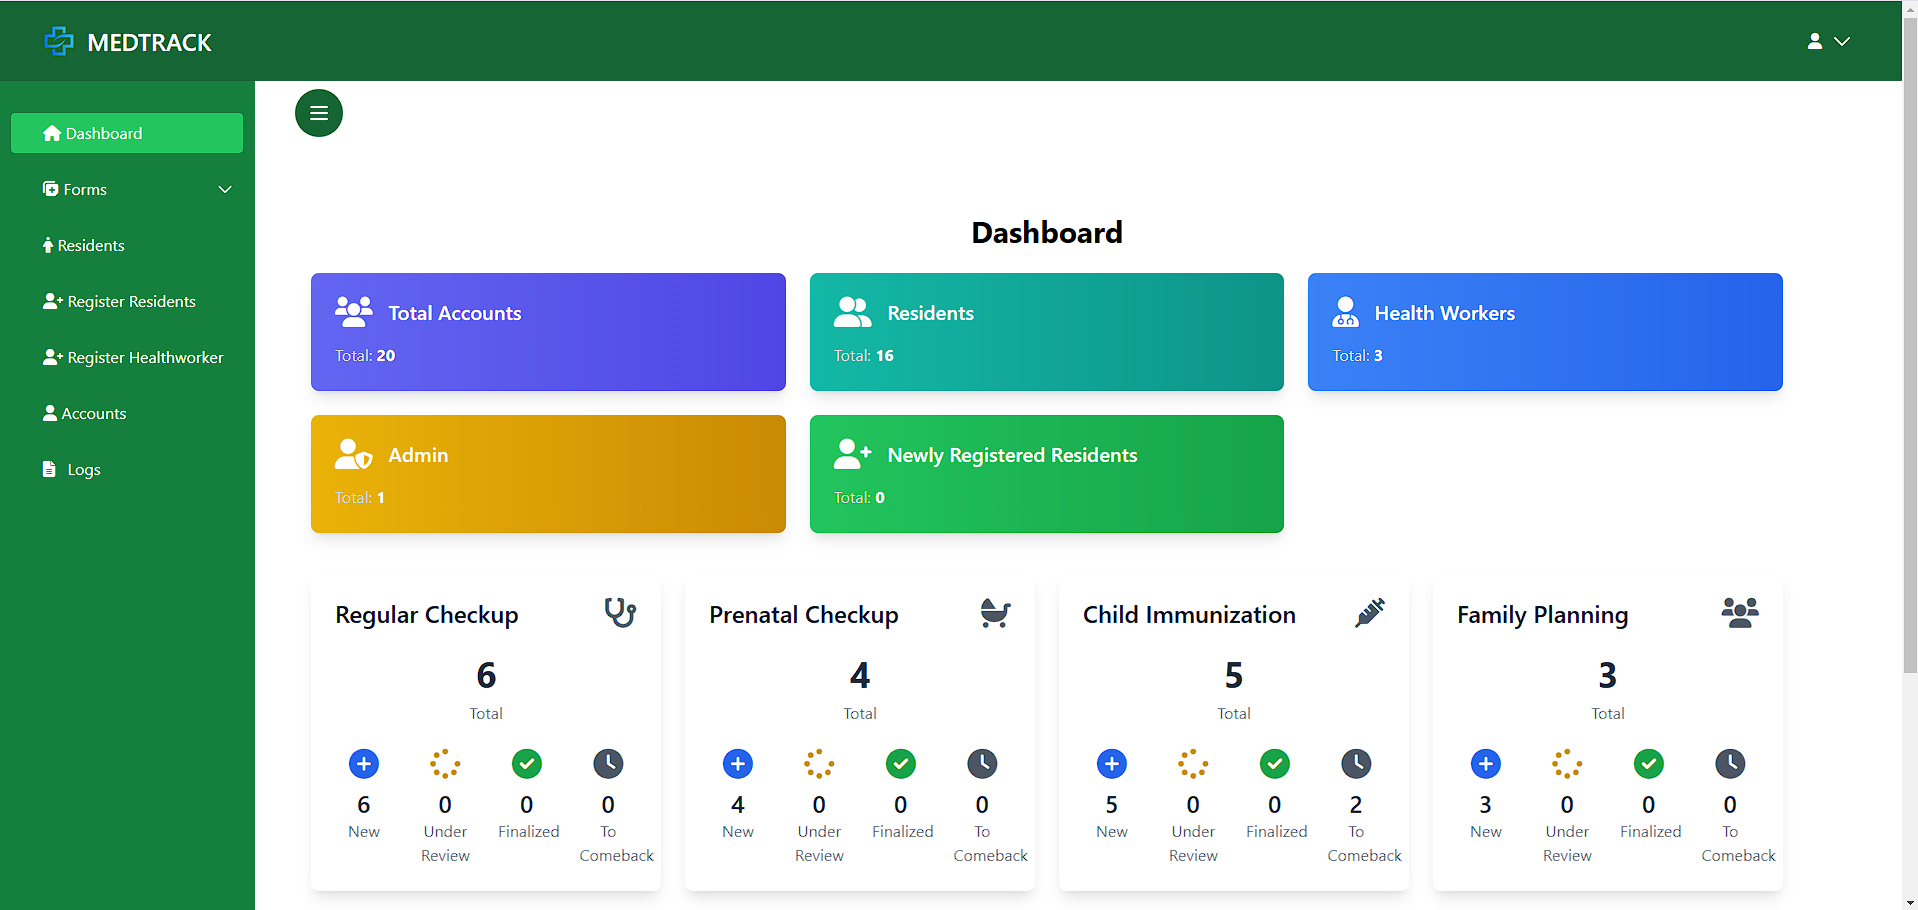 MEDTRACK
Dashboard
Forms
Residents
Register Residents
Register Healthworker
Accounts
Logs
Dashboard
Total Accounts
Total: 20
Residents
Total: 16
Health Workers
Total: 3
Admin
Total: 1
Newly Registered Residents
Total: 0
Regular Checkup
6
Total
6
New
0
Under
Review
0
Finalized
0
To
Comeback
Prenatal Checkup
4
Total
4
New
0
Under
Review
0
Finalized
0
To
Comeback
Child Immunization
5
Total
5
New
0
Under
Review
0
Finalized
2
To
Comeback
Family Planning
3
Total
3
New
0
Under
Review
0
Finalized
0
To
Comeback